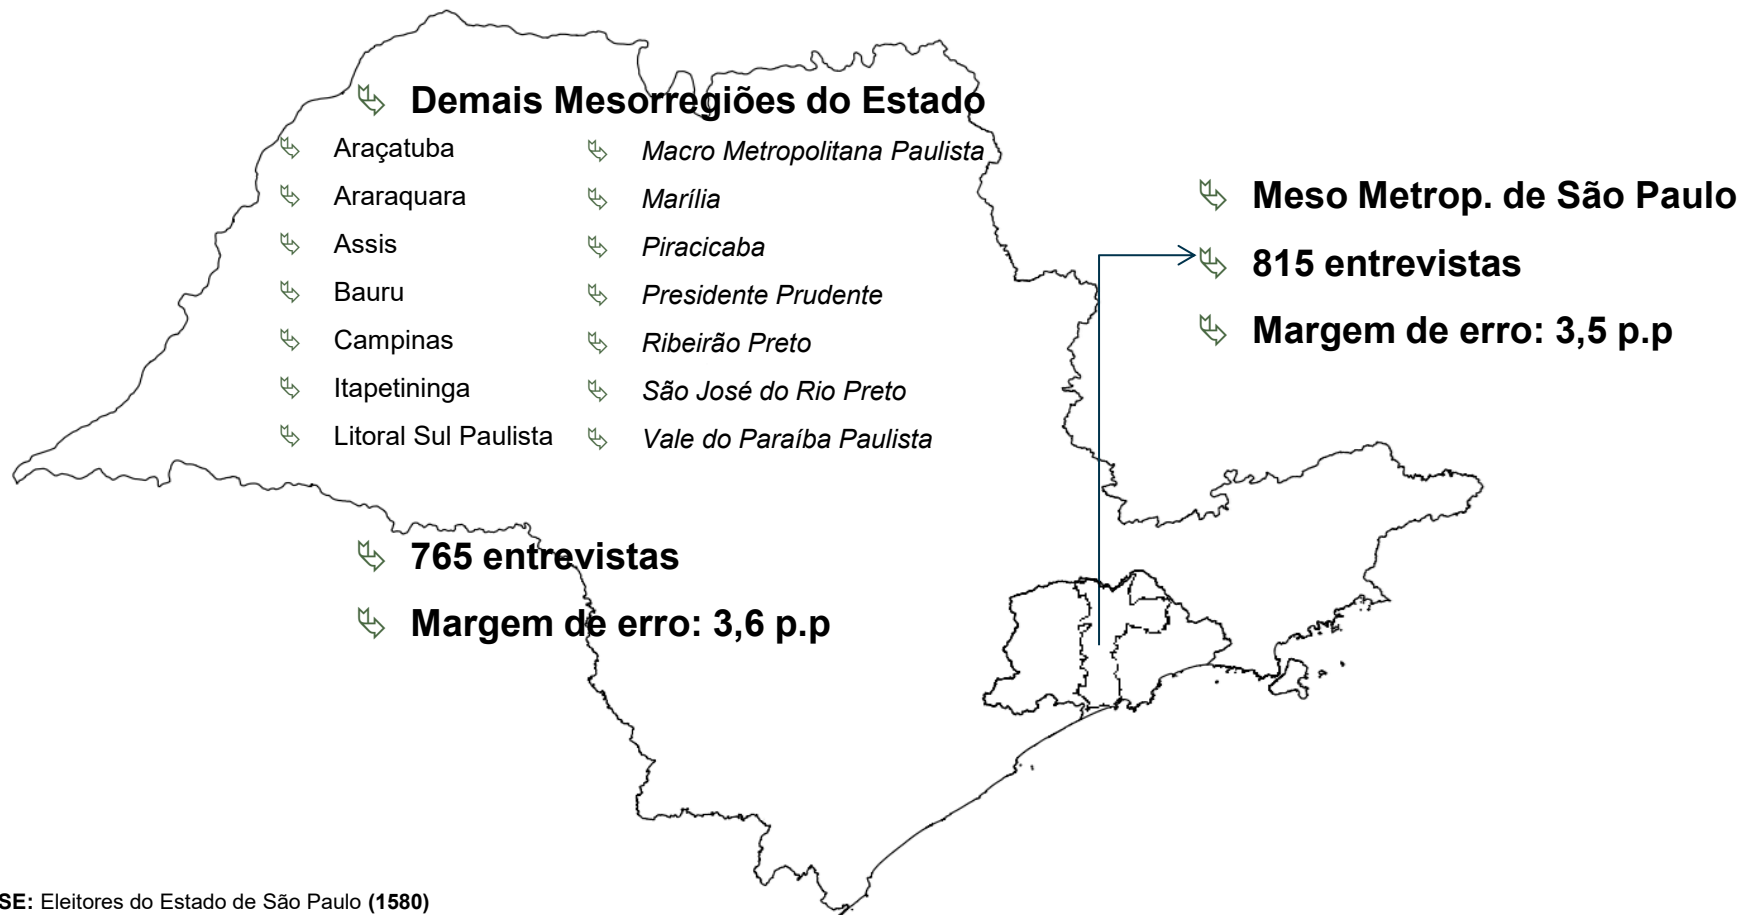 Demais Mesorregiões do Estado
Araçatuba
Araraquara
Assis
Bauru
Campinas
Itapetininga
Litoral Sul Paulista
Macro Metropolitana Paulista
Marília
Piracicaba
Presidente Prudente
Ribeirão Preto
São José do Rio Preto
Vale do Paraíba Paulista
765 entrevistas
Margem de erro: 3,6 p.p
Meso Metrop. de São Paulo
815 entrevistas
Margem de erro: 3,5 p.p
SE: Eleitores do Estado de São Paulo (1580)